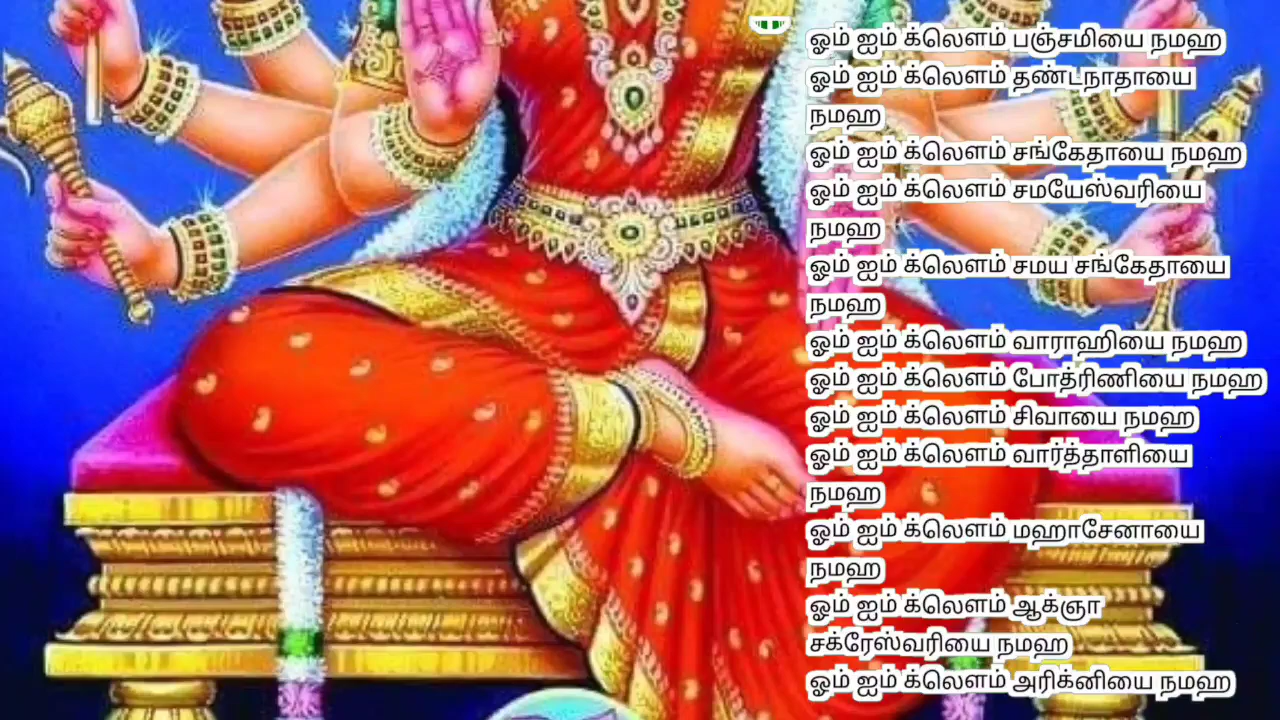 ஓம் ஐம் க்லௌம் பஞ்சமியை நமஹ
ஓம் ஐம் க்லௌம் தண்டநாதாயை
நமஹ
ஓம் ஐம் க்லௌம் சங்கேதாயை நமஹ
ஓம் ஐம் க்லௌம் சமயேஸ்வரியை
நமஹ
ஓம் ஐம் க்லௌம் சமய சங்கேதாயை
நமஹ
ஓம் ஐம் க்லௌம் வாராஹியை நமஹ
ஓம் ஐம் க்லௌம் போத்ரிணியை நமஹ
ஓம் ஐம் க்லௌம் சிவாயை நமஹ
ஓம் ஐம் க்லௌம் வார்த்தாளியை
நமஹ
ஓம் ஐம் க்லௌம் மஹாசேனாயை
நமஹ
ஓம் ஐம் க்லௌம் ஆக்ஞா
சக்ரேஸ்வரியை நமஹ
ஓம் ஐம் க்லௌம் அரிக்னியை நமஹ